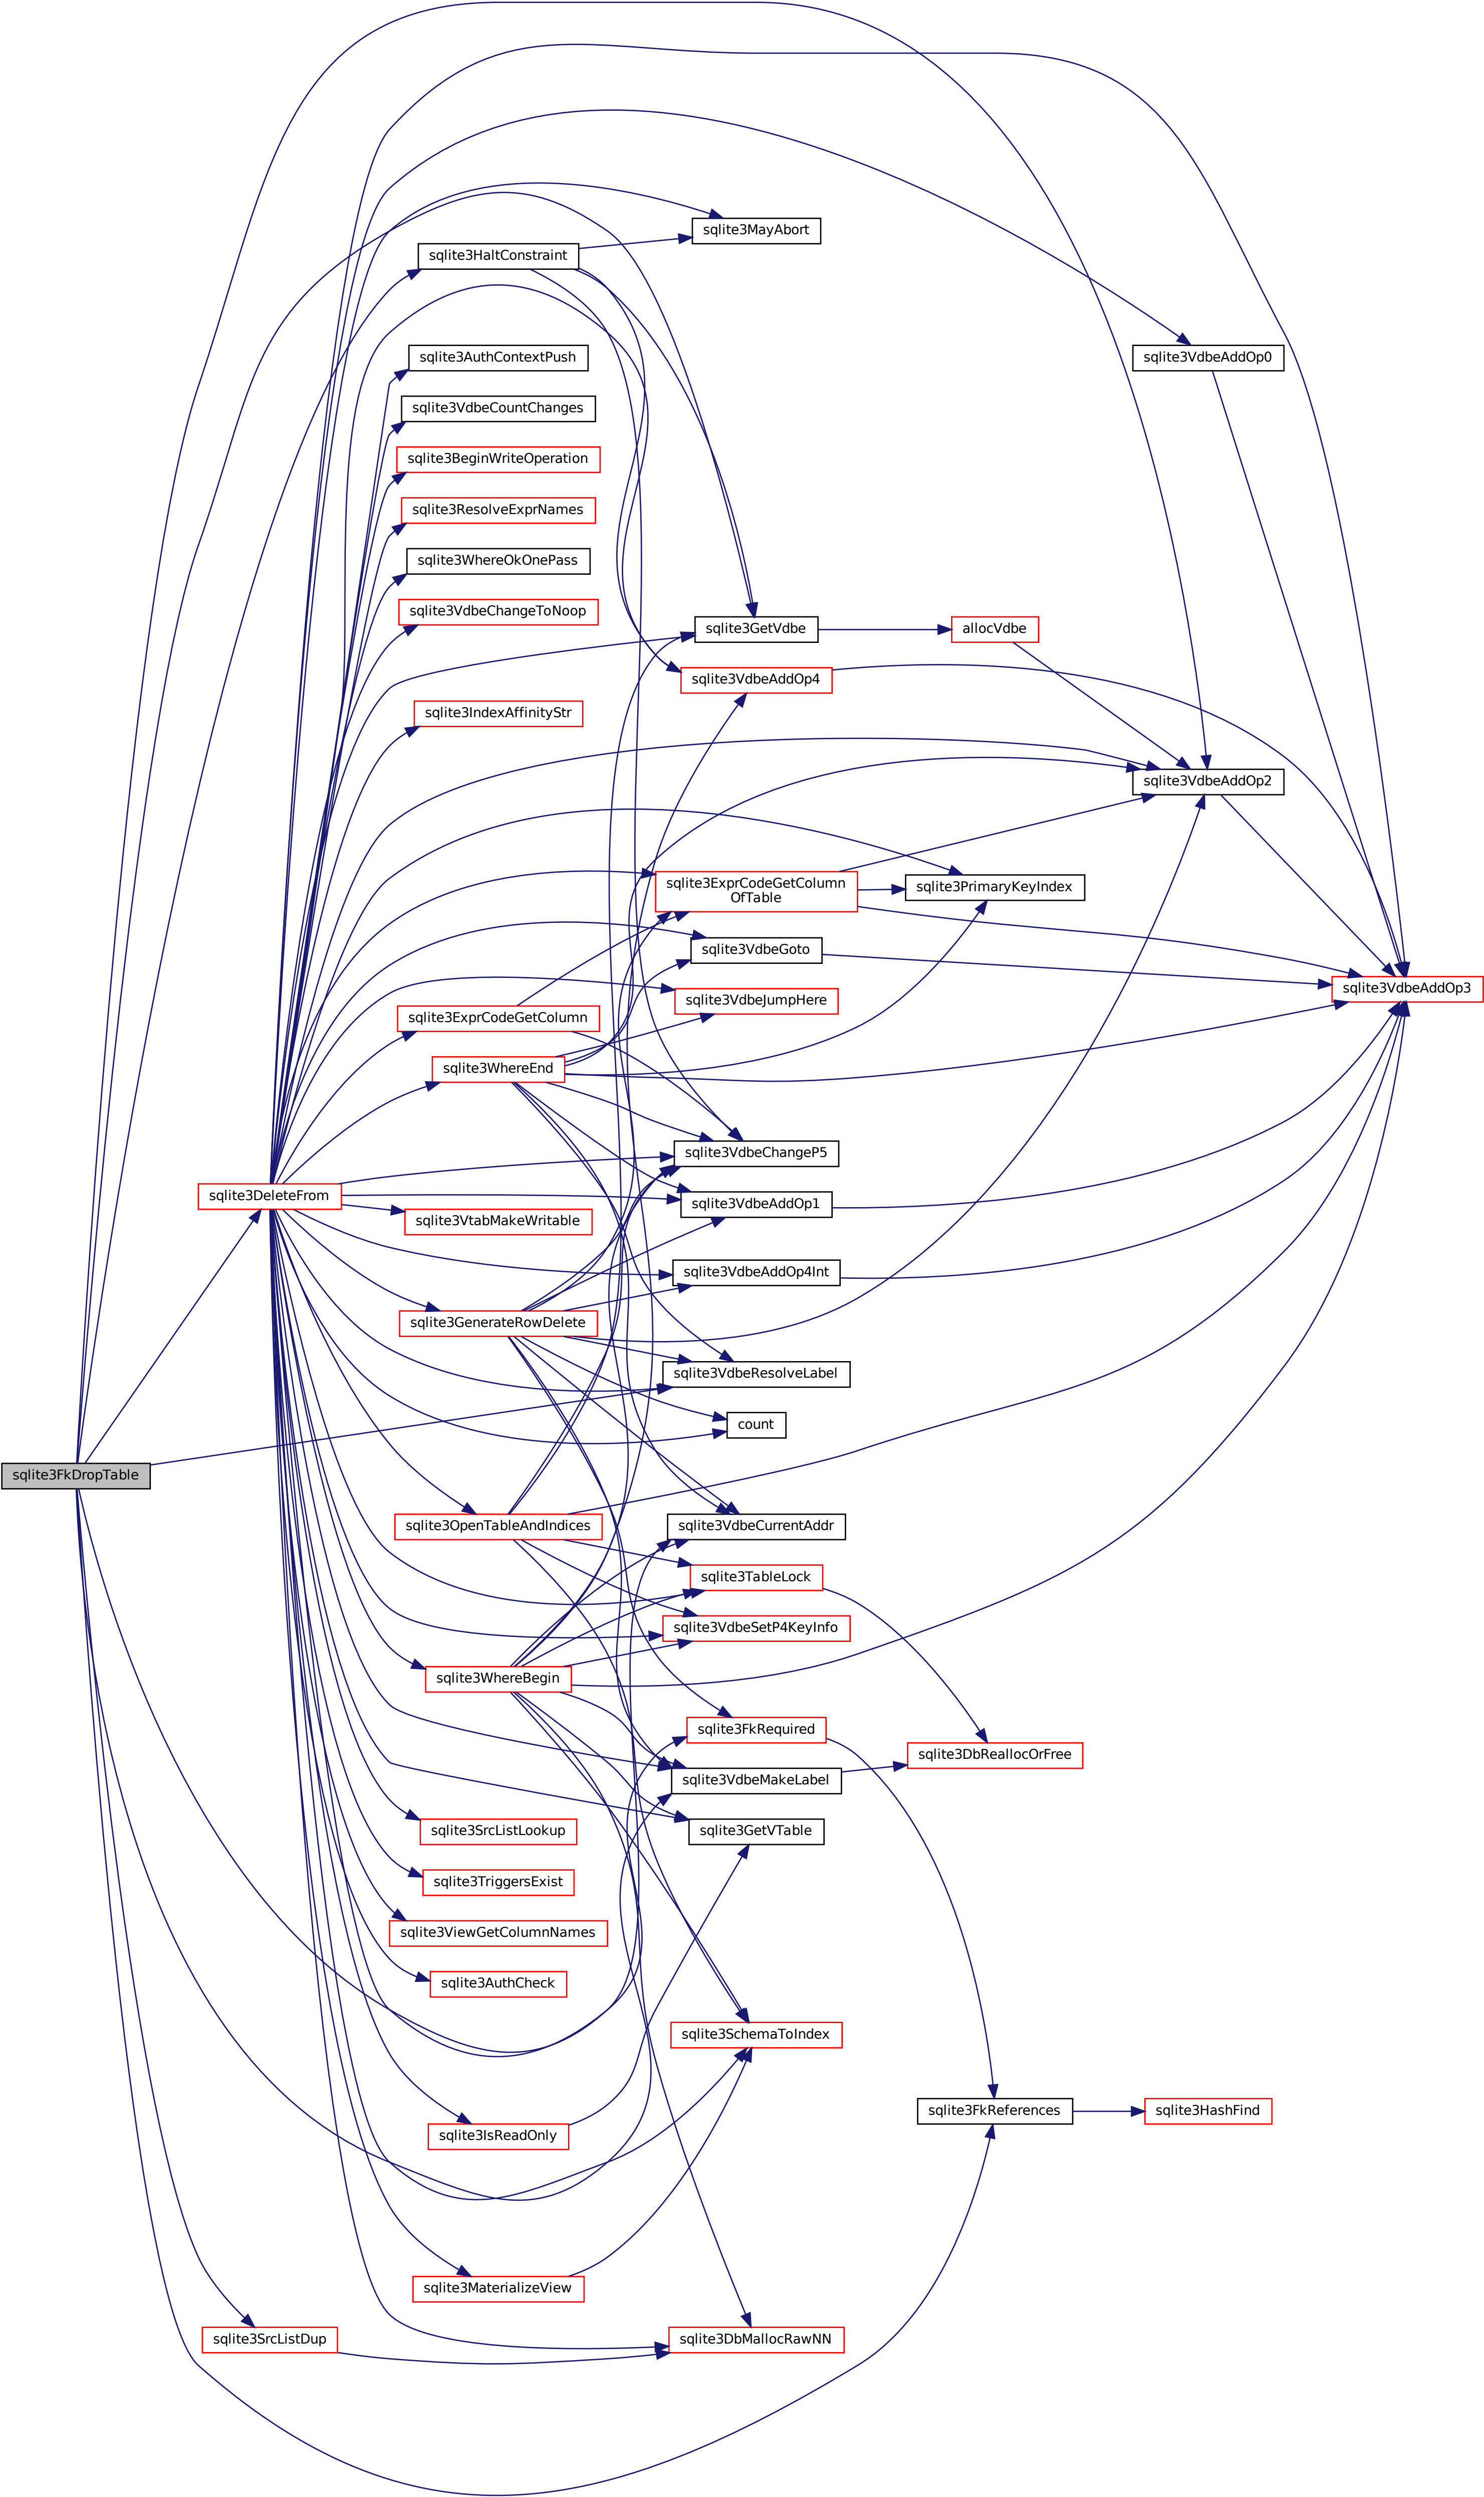 sqlite3MayAbort
sqlite3HaltConstraint
sqlite3AuthContextPush
sqlite3VdbeAddOp0
sqlite3VdbeCountChanges
sqlite3BeginWriteOperation
sqlite3ResolveExprNames
sqlite3WhereOkOnePass
sqlite3VdbeChangeToNoop
sqlite3GetVdbe
allocVdbe
sqlite3VdbeAddOp4
sqlite3IndexAffinityStr
sqlite3VdbeAddOp2
sqlite3ExprCodeGetColumn
OfTable
sqlite3PrimaryKeyIndex
sqlite3VdbeGoto
sqlite3VdbeAddOp3
sqlite3VdbeJumpHere
sqlite3ExprCodeGetColumn
sqlite3WhereEnd
sqlite3VdbeChangeP5
sqlite3DeleteFrom
sqlite3VdbeAddOp1
sqlite3VtabMakeWritable
sqlite3VdbeAddOp4Int
sqlite3GenerateRowDelete
sqlite3VdbeResolveLabel
count
sqlite3FkDropTable
sqlite3OpenTableAndIndices
sqlite3VdbeCurrentAddr
sqlite3TableLock
sqlite3VdbeSetP4KeyInfo
sqlite3WhereBegin
sqlite3FkRequired
sqlite3DbReallocOrFree
sqlite3VdbeMakeLabel
sqlite3SrcListLookup
sqlite3GetVTable
sqlite3TriggersExist
sqlite3ViewGetColumnNames
sqlite3AuthCheck
sqlite3SchemaToIndex
sqlite3FkReferences
sqlite3HashFind
sqlite3IsReadOnly
sqlite3MaterializeView
sqlite3SrcListDup
sqlite3DbMallocRawNN